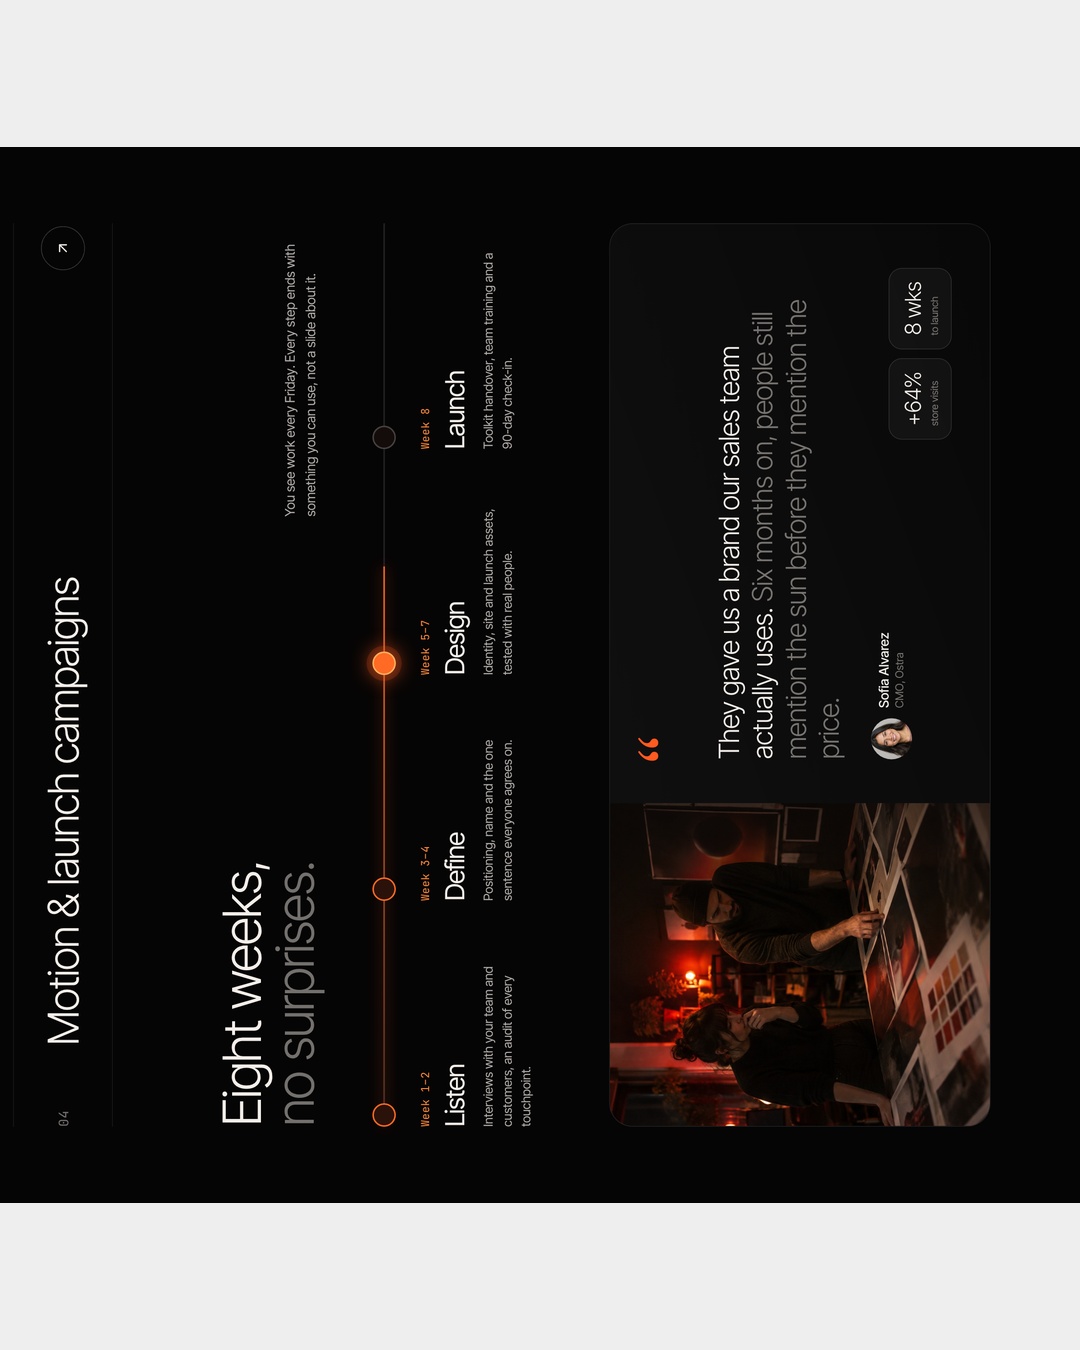 04
Motion & launch campaigns
Eight weeks,
no surprises.
You see work every Friday. Every step ends with
something you can use, not a slide about it.
Week 1–2
Listen
Interviews with your team and
customers, an audit of every
touchpoint.
Week 3–4
Define
Positioning, name and the one
sentence everyone agrees on.
Week 5–7
Design
Identity, site and launch assets,
tested with real people.
Week 8
Launch
Toolkit handover, team training and a
90-day check-in.
“
They gave us a brand our sales team
actually uses. Six months on, people still
mention the sun before they mention the
price.
Sofia Alvarez
CMO, Ostra
+64%
store visits
8 wks
to launch